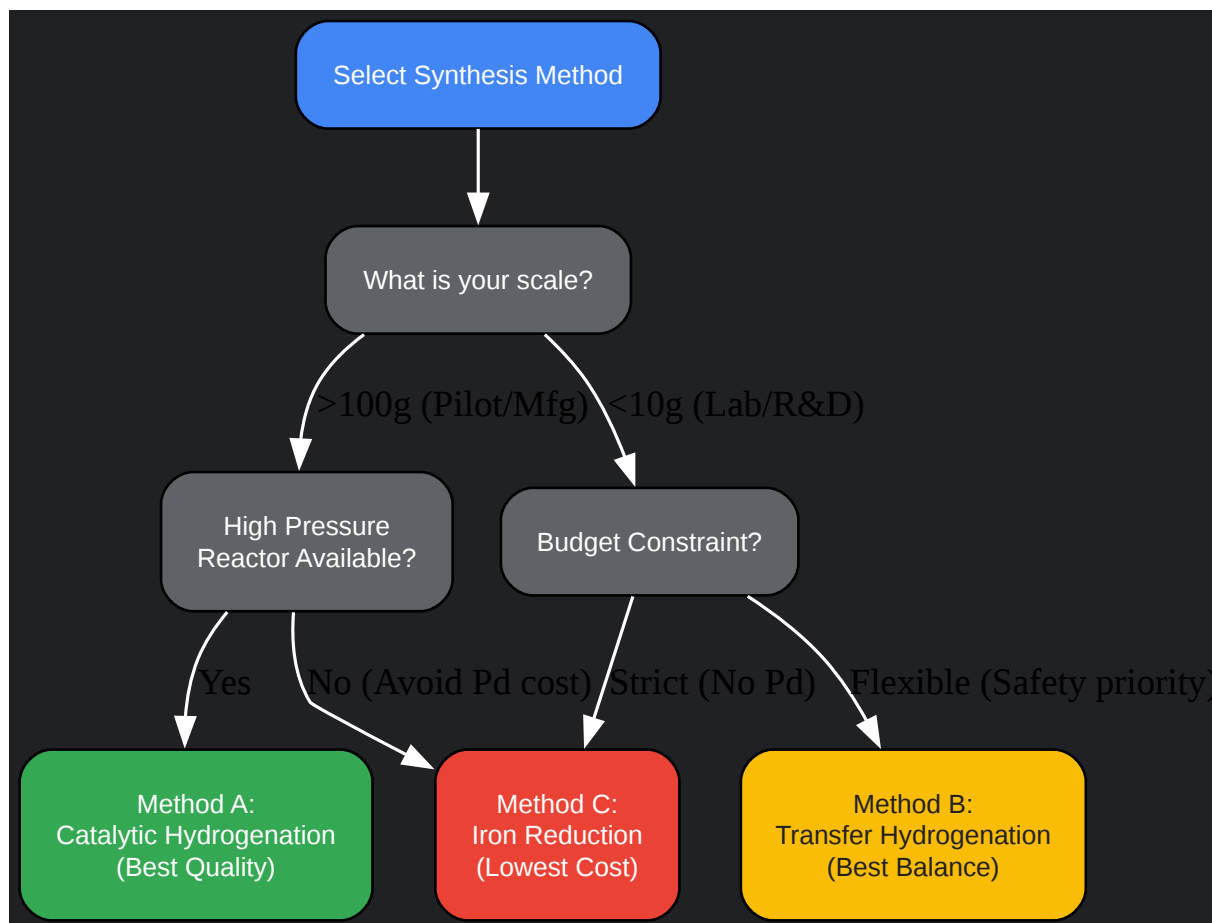 Select Synthesis Method
What is your scale?
>100g (Pilot/Mfg)
<10g (Lab/R&D)
High Pressure
Reactor Available?
Budget Constraint?
Yes
No (Avoid Pd cost)
Strict (No Pd)
Flexible (Safety priority)
Method A:
Catalytic Hydrogenation
(Best Quality)
Method C:
Iron Reduction
(Lowest Cost)
Method B:
Transfer Hydrogenation
(Best Balance)